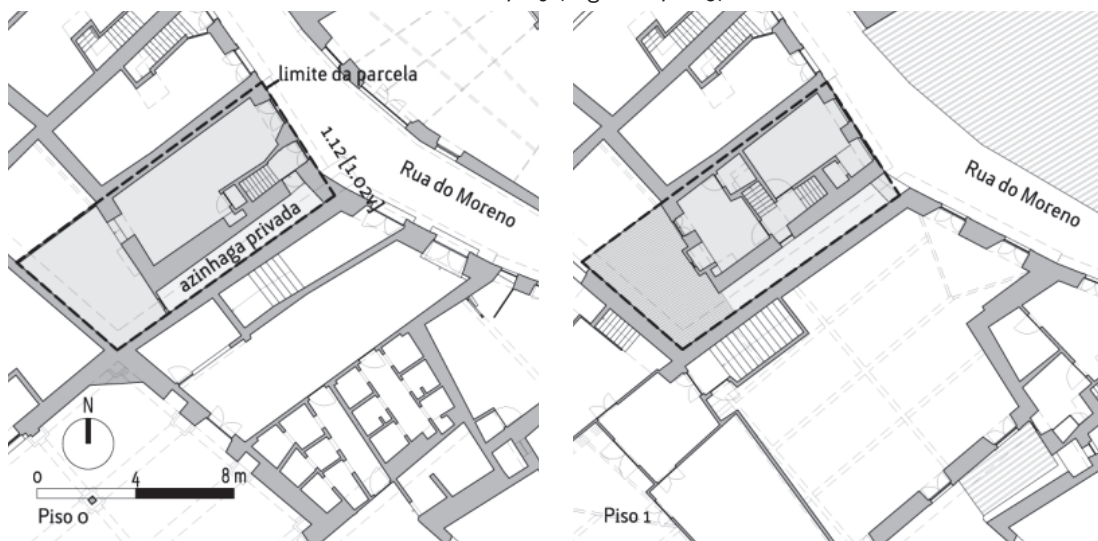 limite da parcela
1.12 [1.02v]
Rua do Moreno
azinhaga privada
N
0 4 8 m
Piso 0
Rua do Moreno
Piso 1